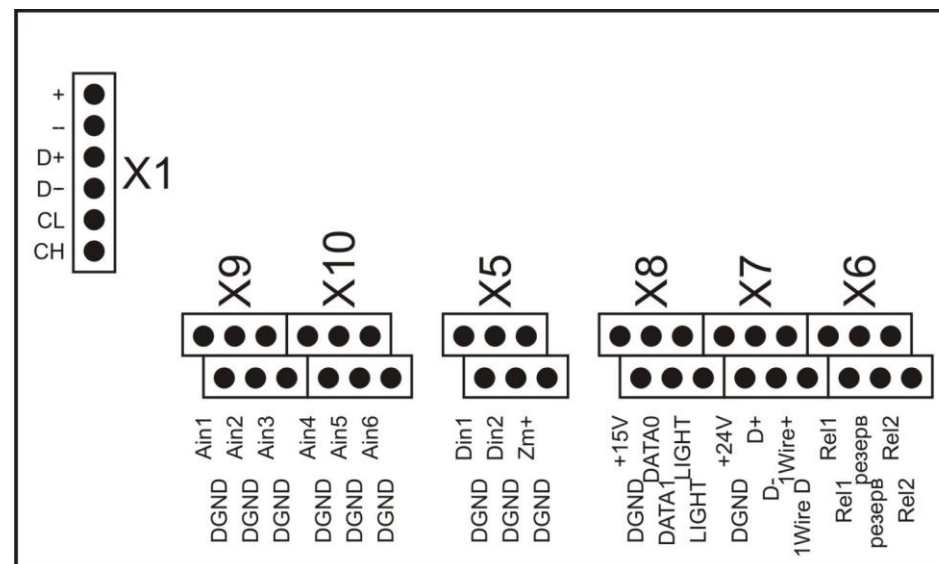 +
–
D+
D–
CL
CH
X1
X9
X10
X5
X8
X7
X6
Ain1
Ain2
Ain3
Ain4
Ain5
Ain6
Din1
Din2
Zm+
+15V
DATA0
LIGHT
+24V
D+
1Wire+
Rel1
резерв
Rel2
DGND
DGND
DGND
DGND
DGND
DGND
DGND
DGND
DGND
DGND
DATA1
LIGHT
DGND
D-
1Wire D
Rel1
резерв
Rel2